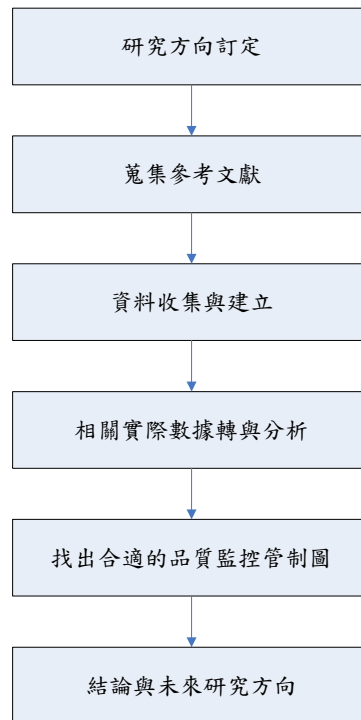 研究方向訂定
蒐集參考文獻
資料收集與建立
相關實際數據轉與分析
找出合適的品質監控管制圖
結論與未來研究方向